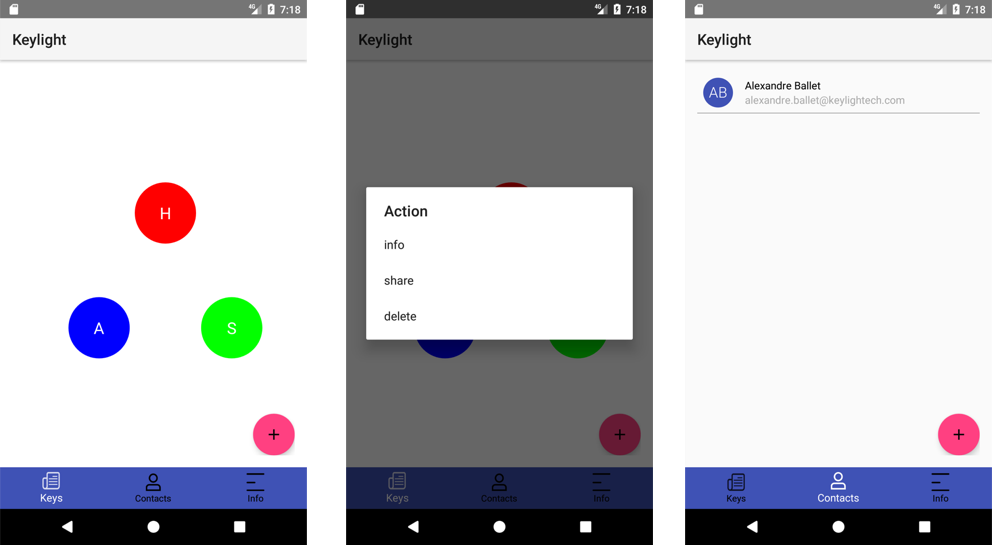 4G 7:18
Keylight
H
A
S
+
Keys
Contacts
Info
4G 7:18
Keylight
Action
info
share
delete
+
Keys
Contacts
Info
4G 7:18
Keylight
AB
Alexandre Ballet
alexandre.ballet@keylightech.com
+
Keys
Contacts
Info